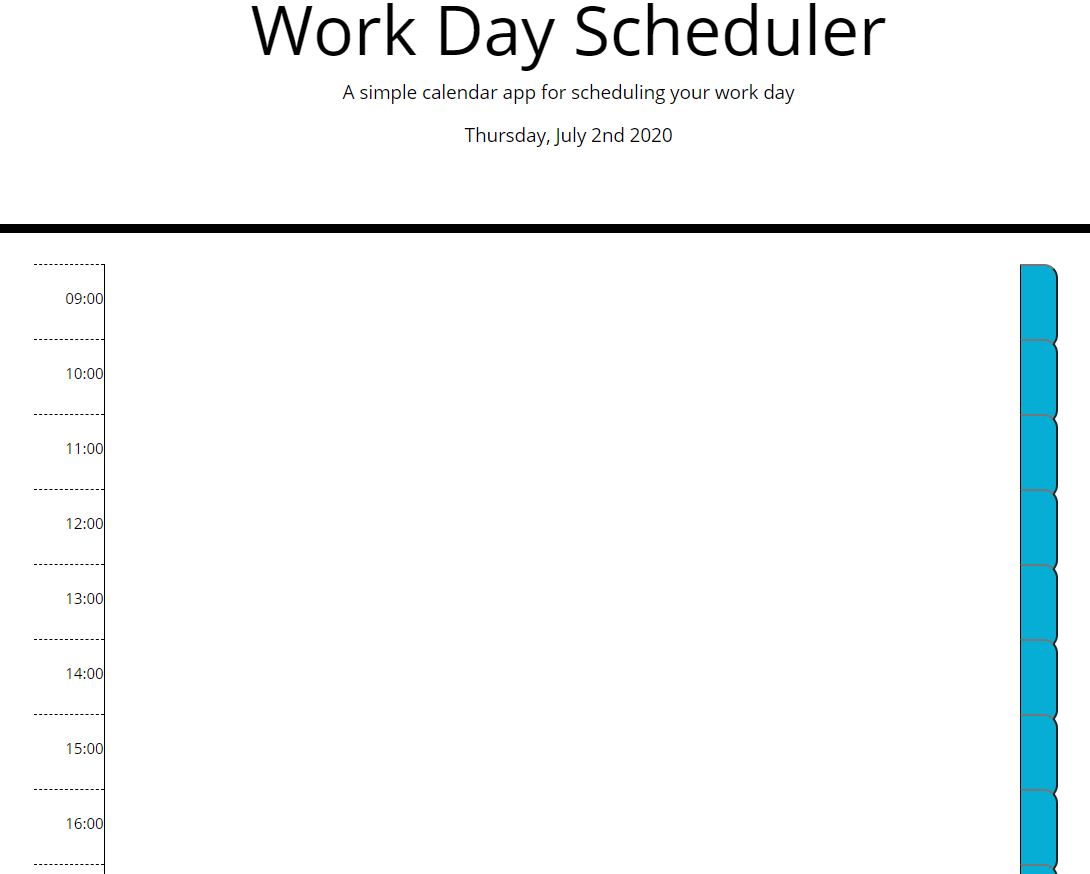 Work Day Scheduler
A simple calendar app for scheduling your work day
Thursday, July 2nd 2020
09:00
10:00
11:00
12:00
13:00
14:00
15:00
16:00